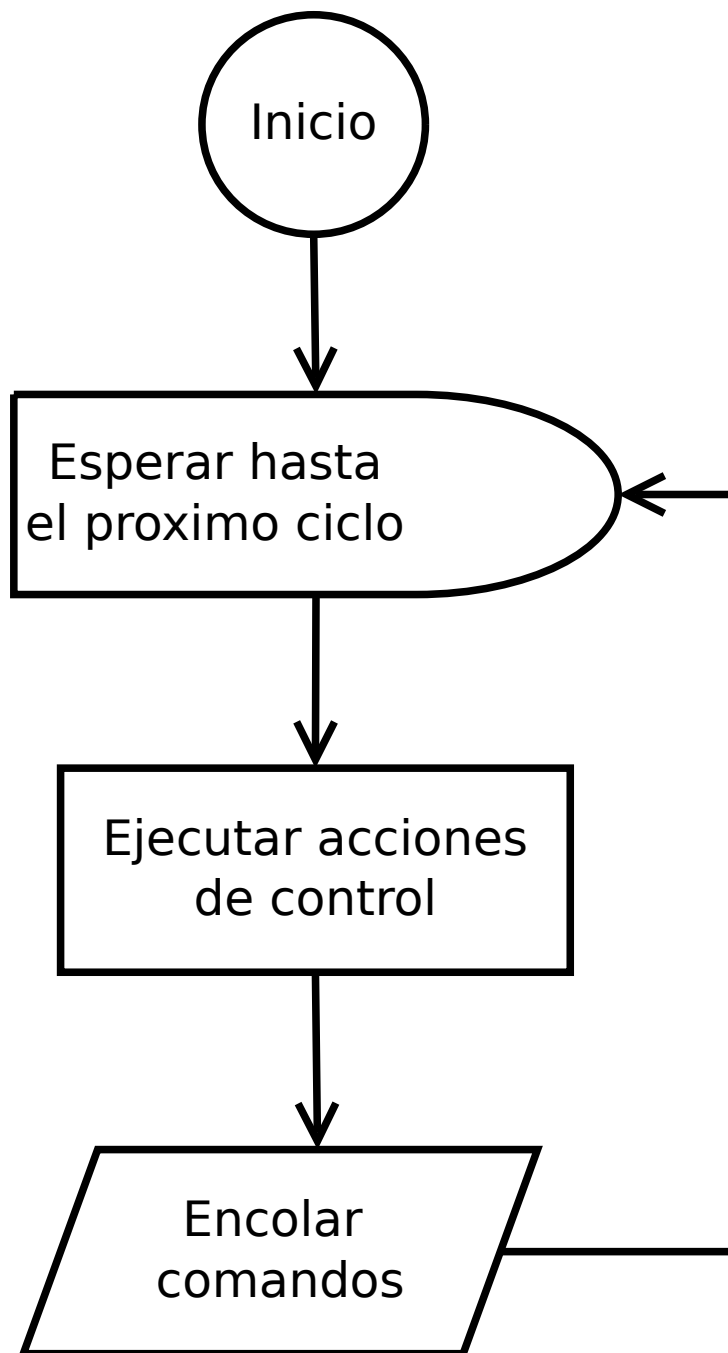 Inicio
Esperar hasta
el proximo ciclo
Ejecutar acciones
de control
Encolar
comandos